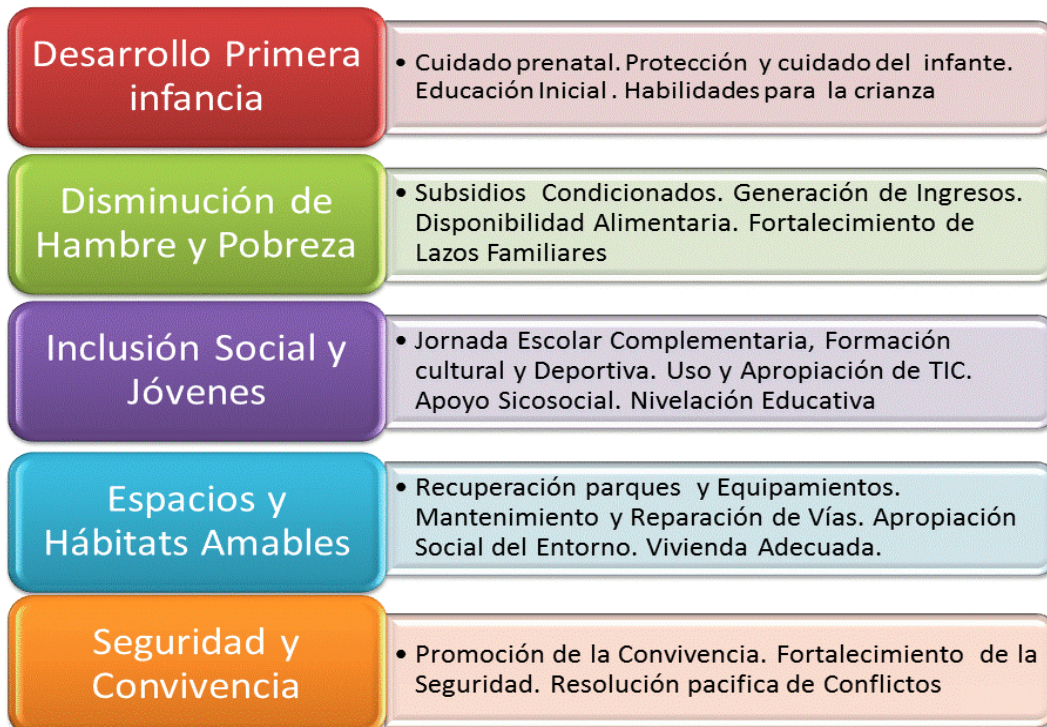 Desarrollo Primera
infancia
• Cuidado prenatal. Protección y cuidado del infante.
Educación Inicial . Habilidades para la crianza
Disminución de
Hambre y Pobreza
• Subsidios Condicionados. Generación de Ingresos.
Disponibilidad Alimentaria. Fortalecimiento de
Lazos Familiares
Inclusión Social y
Jóvenes
• Jornada Escolar Complementaria, Formación
cultural y Deportiva. Uso y Apropiación de TIC.
Apoyo Sicosocial. Nivelación Educativa
Espacios y
Hábitats Amables
• Recuperación parques y Equipamientos.
Mantenimiento y Reparación de Vías. Apropiación
Social del Entorno. Vivienda Adecuada.
Seguridad y
Convivencia
• Promoción de la Convivencia. Fortalecimiento de la
Seguridad. Resolución pacifica de Conflictos